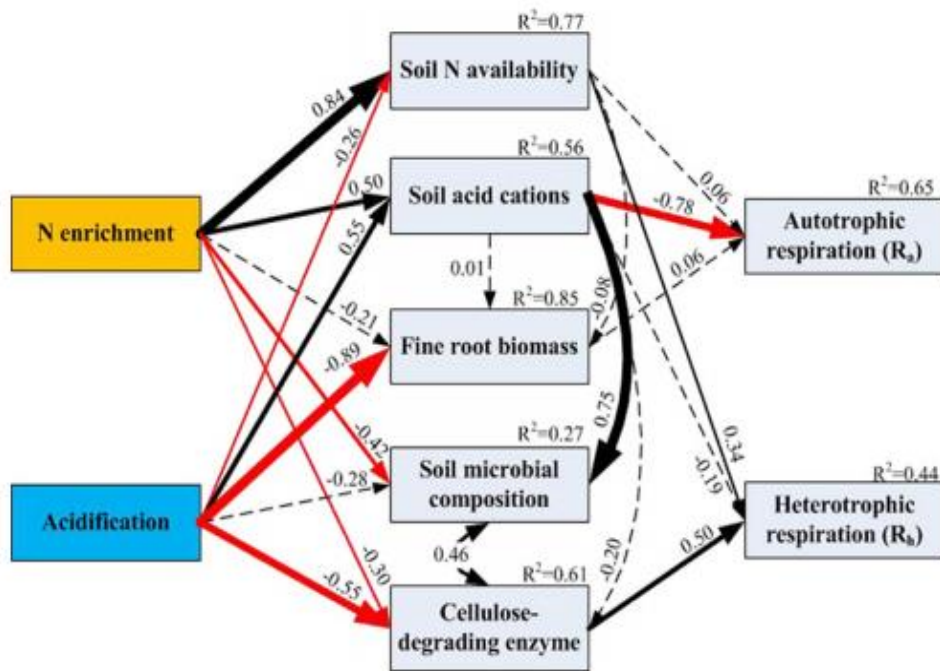 R²=0.77
Soil N availability
0.84
-0.26
R²=0.56
0.50
Soil acid cations
0.06
-0.78
R²=0.65
N enrichment
Autotrophic
respiration (Rₐ)
0.55
0.01
0.06
R²=0.85
-0.08
-0.21
Fine root biomass
-0.89
0.75
R²=0.27
-0.42
0.34
Soil microbial
composition
-0.28
-0.19
R²=0.44
Acidification
Heterotrophic
respiration (Rₕ)
0.46
0.50
-0.20
-0.30
R²=0.61
-0.55
Cellulose-
degrading enzyme